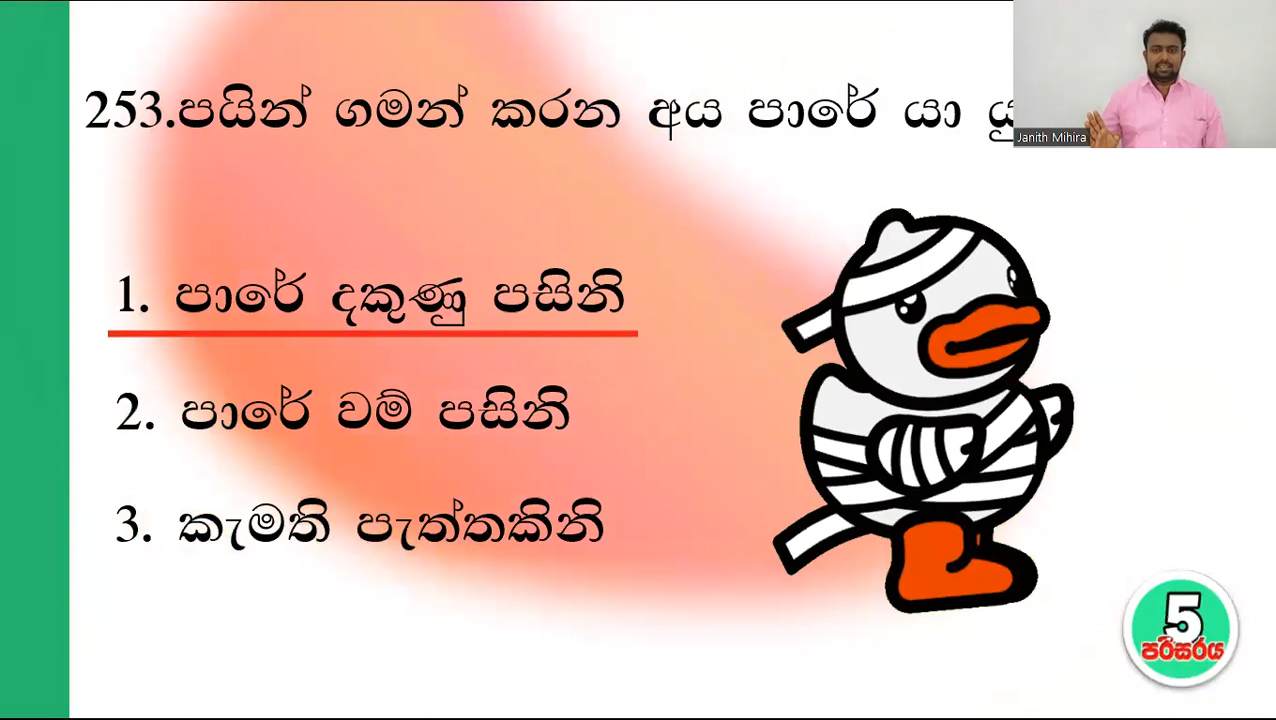 253.පයින් ගමන් කරන අය පාරේ යා
Janith Mihira
1. පාරේ දකුණු පසිනි
2. පාරේ වම් පසිනි
3. කැමති පැත්තකිනි
5
පරිසරය